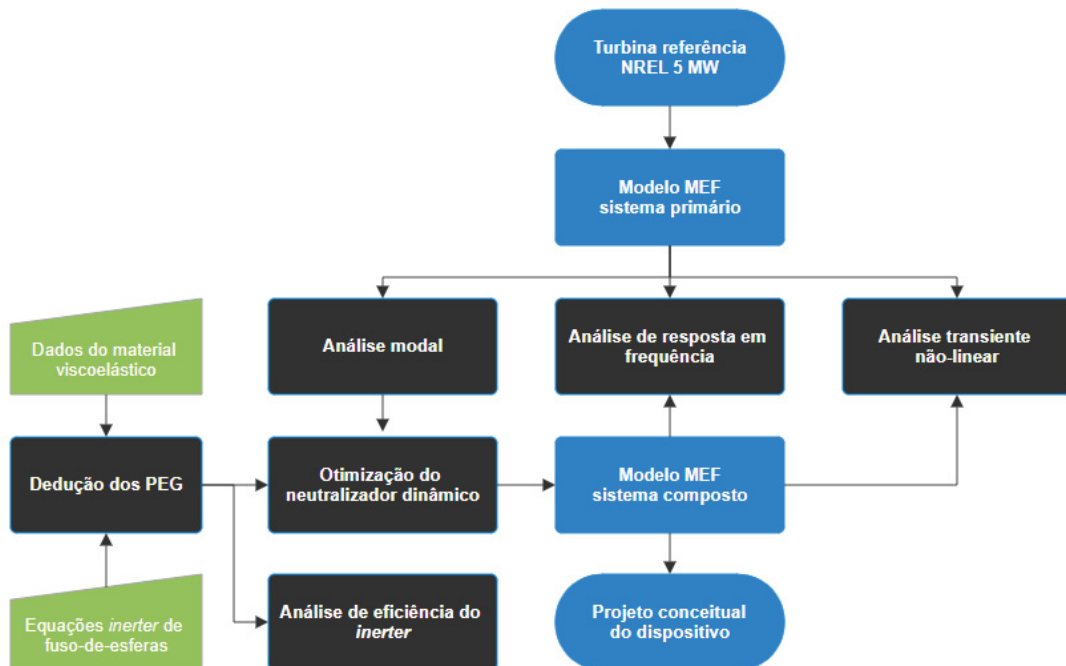 Turbina referência
NREL 5 MW
Modelo MEF
sistema primário
Análise modal
Análise de resposta em
frequência
Análise transiente
não-linear
Dados do material
viscoelástico
Dedução dos PEG
Otimização do
neutralizador dinâmico
Modelo MEF
sistema composto
Equações inerter de
fuso-de-esferas
Análise de eficiência do
inerter
Projeto conceitual
do dispositivo